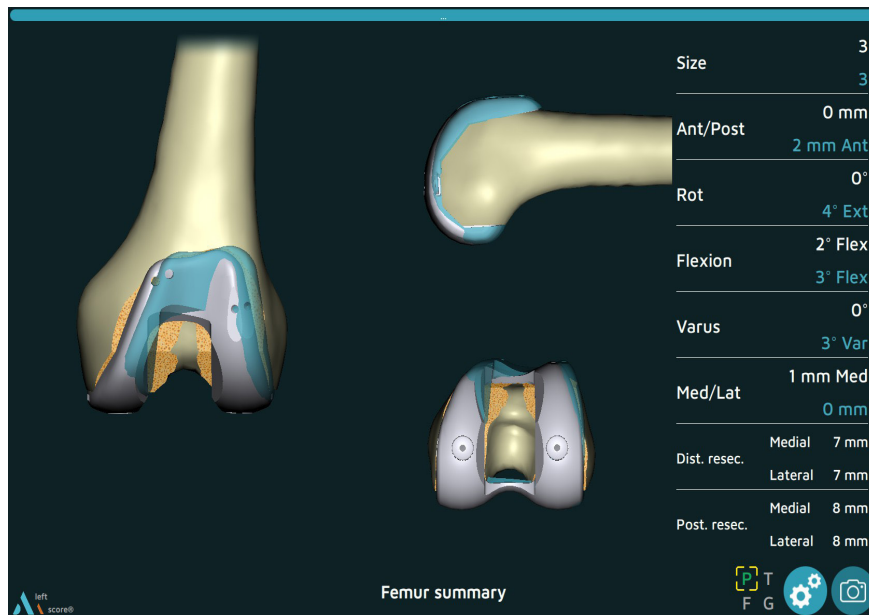 ...
Size
3
3
Ant/Post
0 mm
2 mm Ant
Rot
0°
4° Ext
Flexion
2° Flex
3° Flex
Varus
0°
3° Var
Med/Lat
1 mm Med
0 mm
Dist. resec.
Medial 7 mm
Lateral 7 mm
Post. resec.
Medial 8 mm
Lateral 8 mm
Femur summary
P T
F G
left
score®